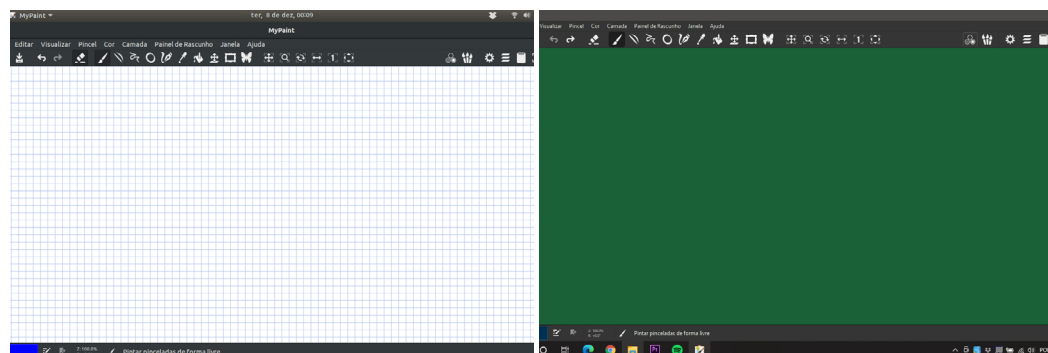 MyPaint
ter, 8 de dez, 00:09
MyPaint
Editar Visualizar Pincel Cor Camada Painel de Rascunho Janela Ajuda
Pintar pinceladas de forma livre
Visualizar Pincel Cor Camada Painel de Rascunho Janela Ajuda
Pintar pinceladas de forma livre